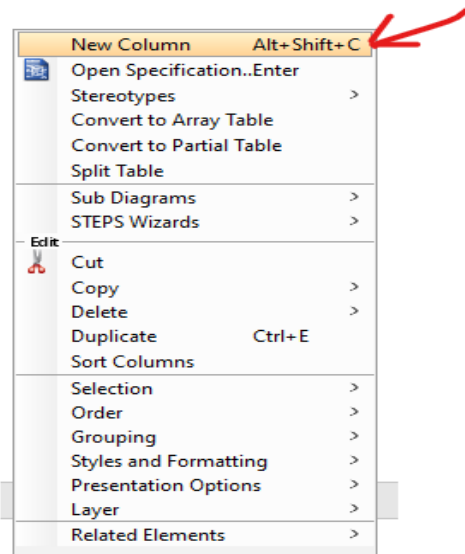 New Column Alt+Shift+C
Open Specification..Enter
Stereotypes >
Convert to Array Table
Convert to Partial Table
Split Table
Sub Diagrams >
STEPS Wizards >
Edit
Cut
Copy >
Delete >
Duplicate Ctrl+E
Sort Columns
Selection >
Order >
Grouping >
Styles and Formatting >
Presentation Options >
Layer >
Related Elements >